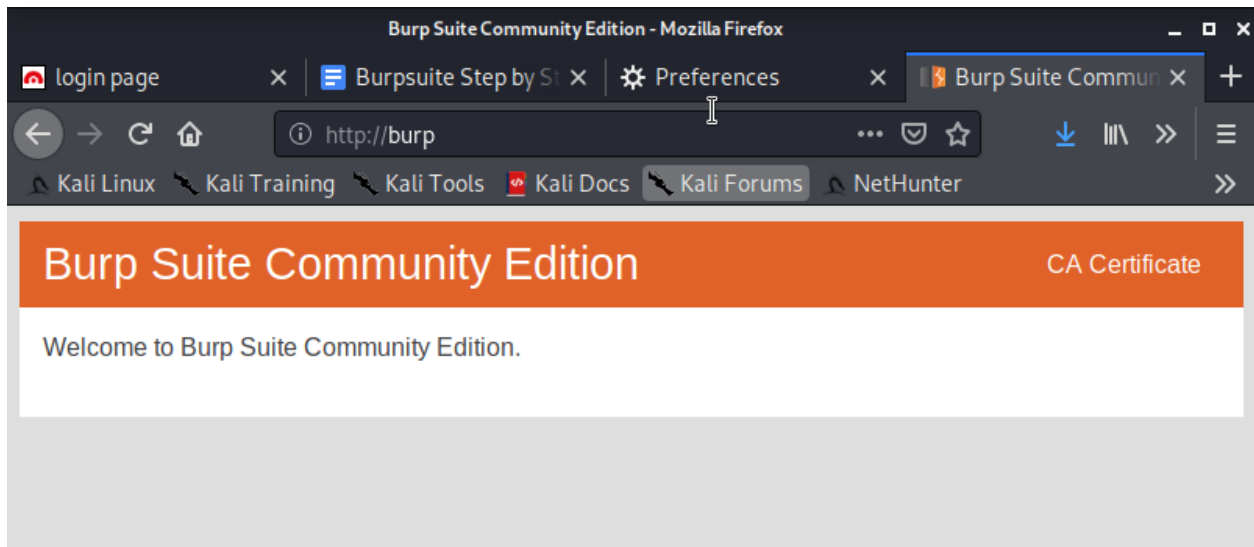 Burp Suite Community Edition - Mozilla Firefox
login page Burpsuite Step by St Preferences Burp Suite Commun
http://burp
Kali Linux Kali Training Kali Tools Kali Docs Kali Forums NetHunter
Burp Suite Community Edition CA Certificate
Welcome to Burp Suite Community Edition.